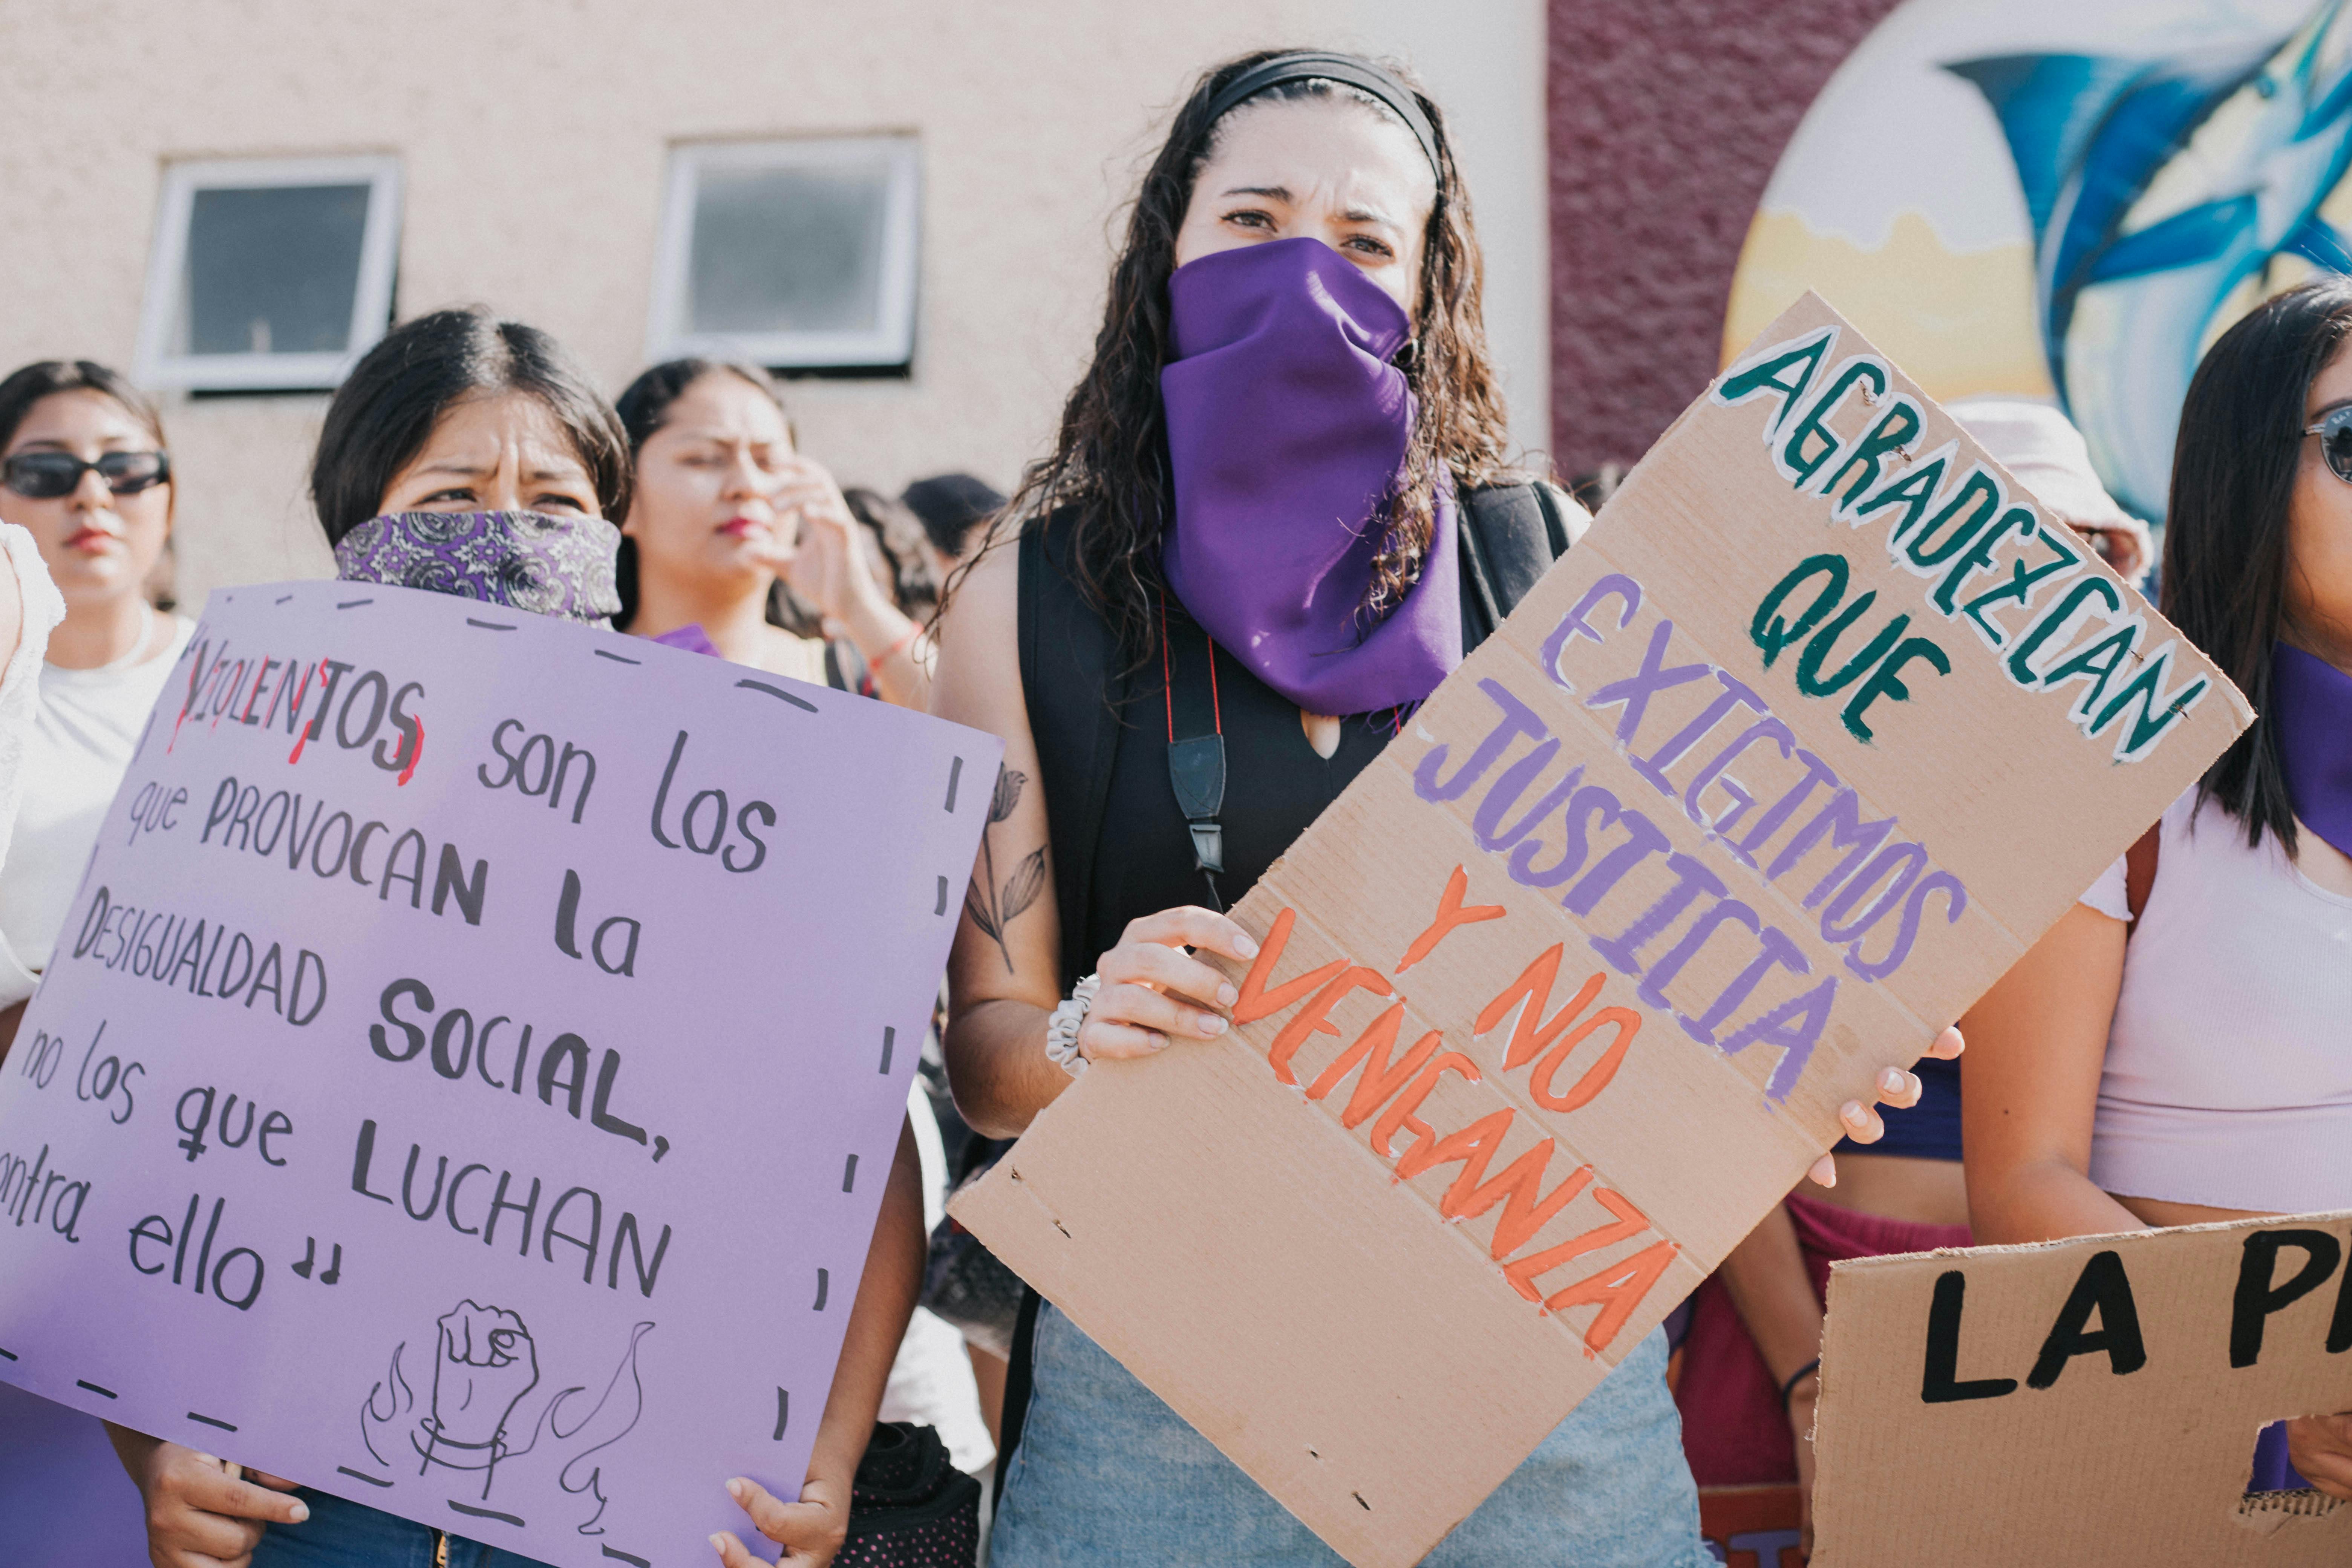 "VIOLENTOS son los
que PROVOCAN la
DESIGUALDAD SOCIAL,
no los que LUCHAN
ontra ello"
AGRADEZCAN
QUE
EXIGIMOS
JUSTICIA
Y NO
VENGANZA
LA P